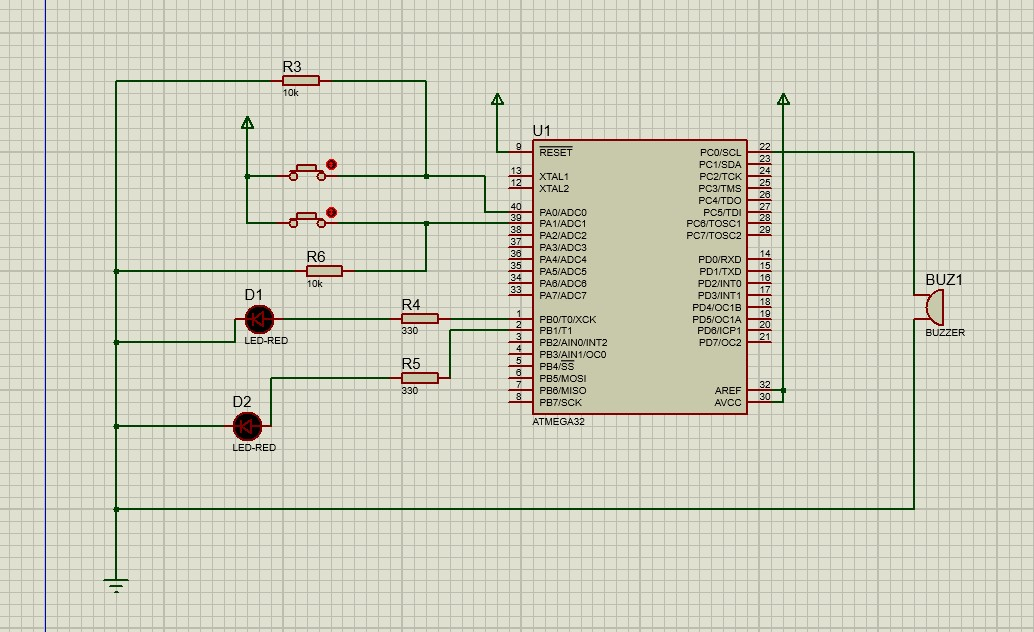 R3
10k
U1
9 RESET
13 XTAL1
12 XTAL2
40 PA0/ADC0
39 PA1/ADC1
38 PA2/ADC2
37 PA3/ADC3
36 PA4/ADC4
35 PA5/ADC5
34 PA6/ADC6
33 PA7/ADC7
1 PB0/T0/XCK
2 PB1/T1
3 PB2/AIN0/INT2
4 PB3/AIN1/OC0
5 PB4/SS
6 PB5/MOSI
7 PB6/MISO
8 PB7/SCK
PC0/SCL 22
PC1/SDA 23
PC2/TCK 24
PC3/TMS 25
PC4/TDO 26
PC5/TDI 27
PC6/TOSC1 28
PC7/TOSC2 29
PD0/RXD 14
PD1/TXD 15
PD2/INT0 16
PD3/INT1 17
PD4/OC1B 18
PD5/OC1A 19
PD6/ICP1 20
PD7/OC2 21
AREF 32
AVCC 30
ATMEGA32
R6
10k
D1
LED-RED
R4
330
R5
330
D2
LED-RED
BUZ1
BUZZER